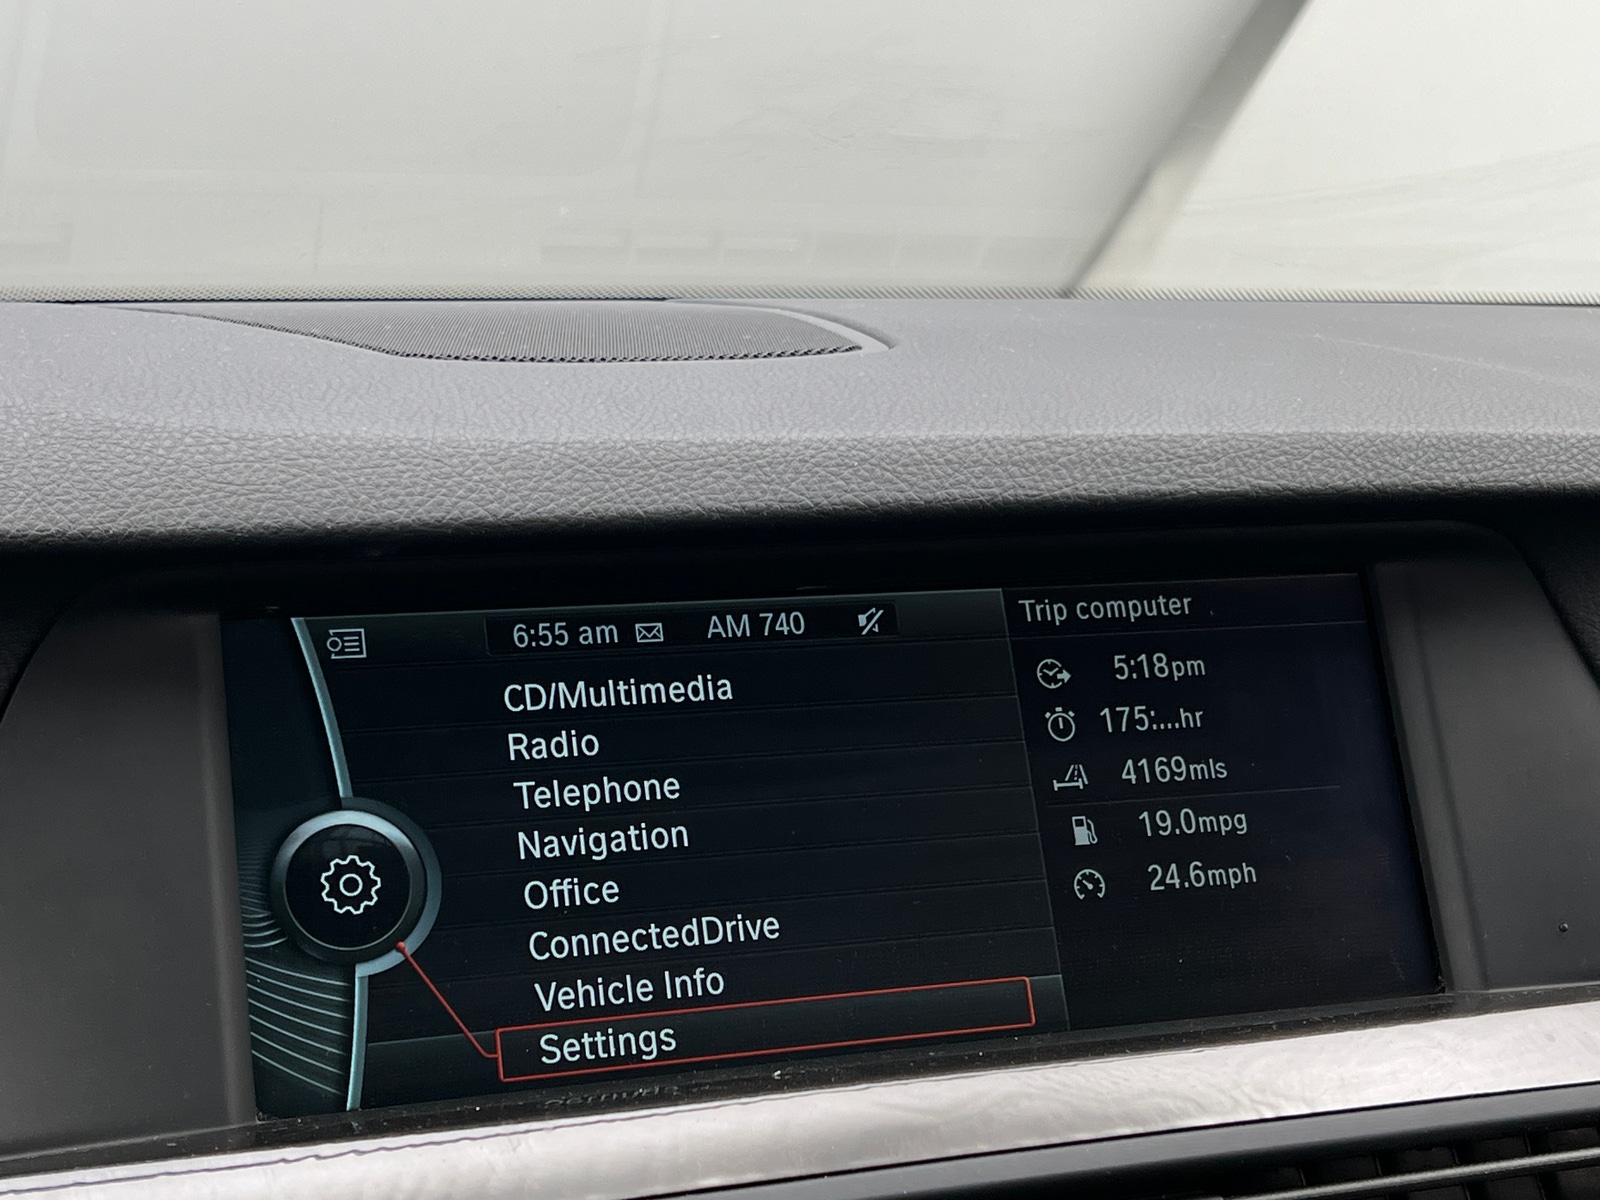 6:55 am AM 740
CD/Multimedia
Radio
Telephone
Navigation
Office
ConnectedDrive
Vehicle Info
Settings
Trip computer
5:18pm
175:...hr
4169mls
19.0mpg
24.6mph